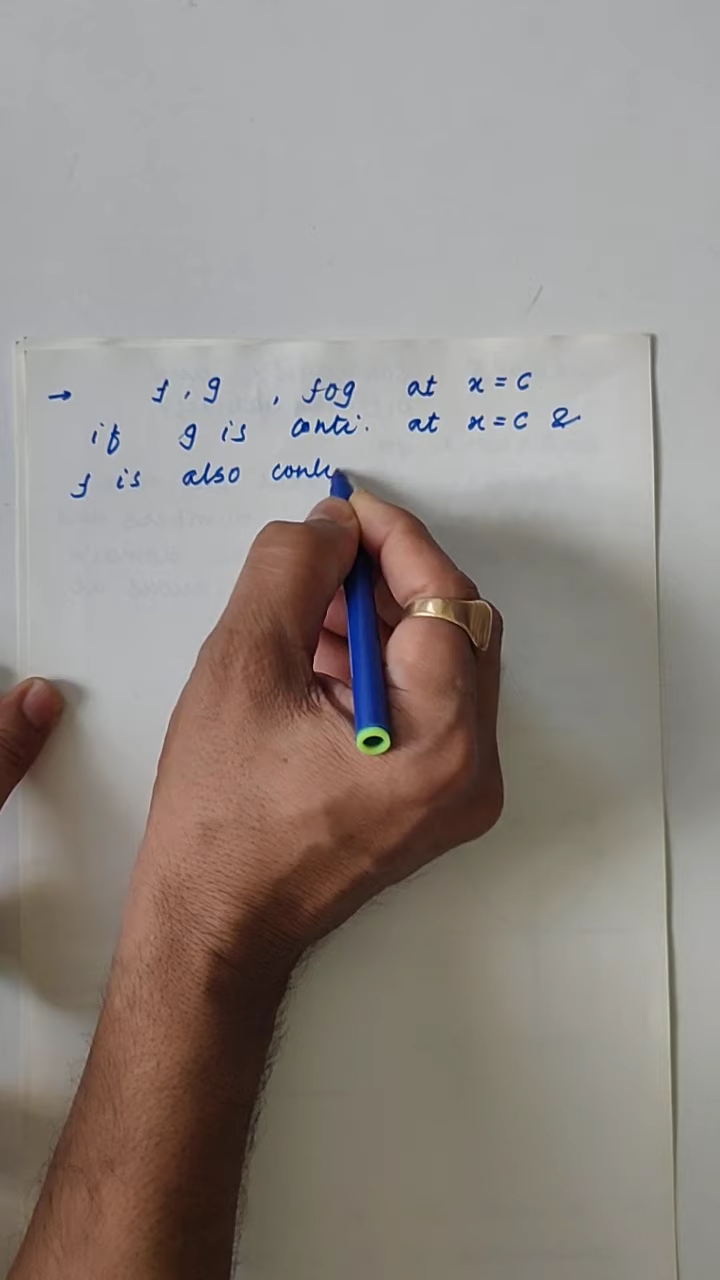 → f, g , fog at x = c
if g is conti. at x = c &
f is also conti